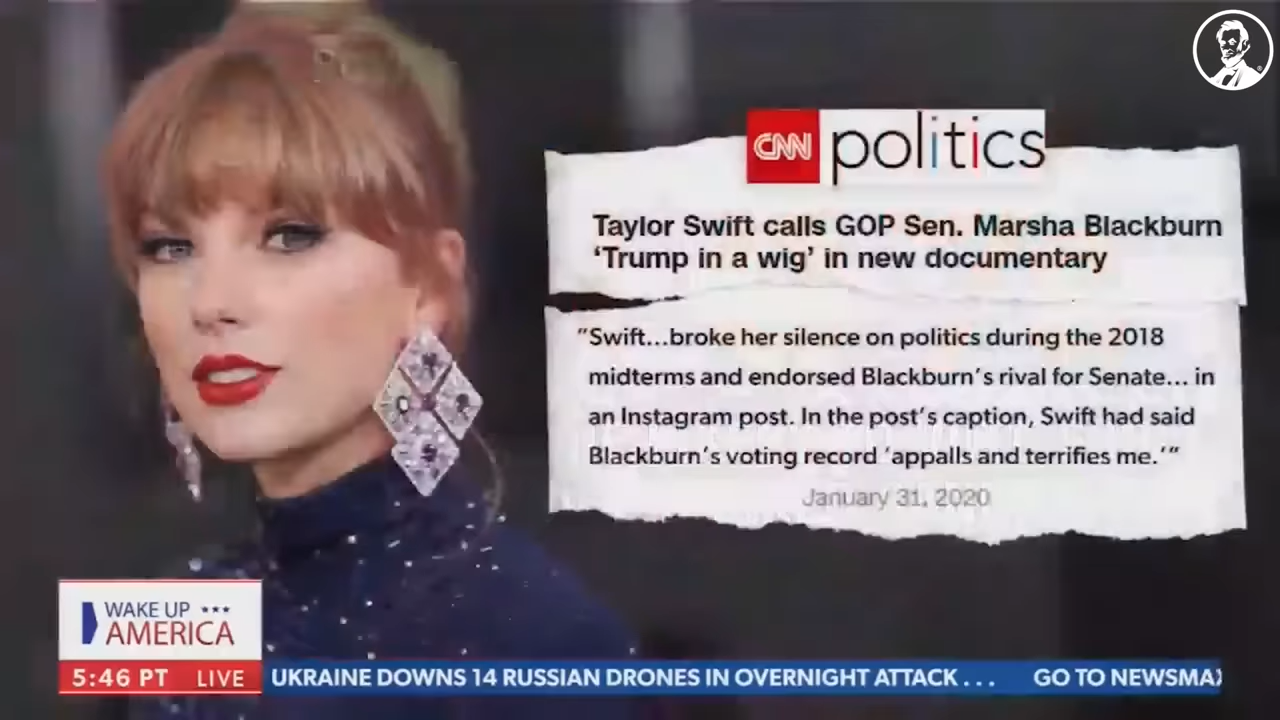 CNN politics
Taylor Swift calls GOP Sen. Marsha Blackburn
‘Trump in a wig’ in new documentary
“Swift...broke her silence on politics during the 2018
midterms and endorsed Blackburn’s rival for Senate... in
an Instagram post. In the post’s caption, Swift had said
Blackburn’s voting record ‘appalls and terrifies me.’”
January 31, 2020
WAKE UP
AMERICA
5:46 PT LIVE
UKRAINE DOWNS 14 RUSSIAN DRONES IN OVERNIGHT ATTACK . . . GO TO NEWSMAX